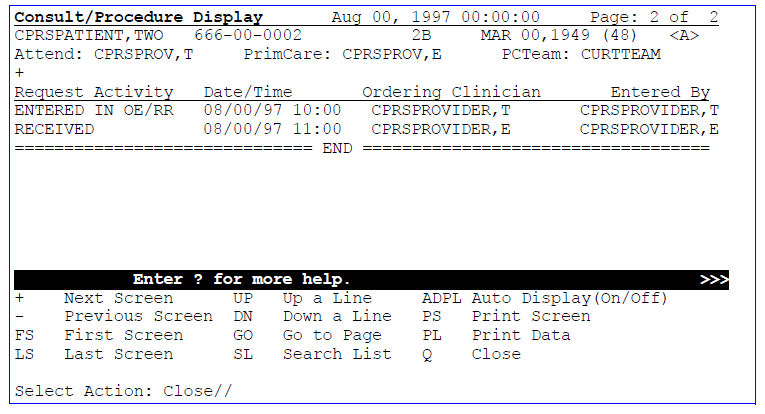 Consult/Procedure Display       Aug 00, 1997 00:00:00     Page: 2 of  2
CPRSPATIENT,TWO   666-00-0002           2B     MAR 00,1949 (48)   <A>
Attend: CPRSPROV,T     PrimCare: CPRSPROV,E      PCTeam: CURTTEAM
+
Request Activity   Date/Time       Ordering Clinician       Entered By
ENTERED IN OE/RR   08/00/97 10:00   CPRSPROVIDER,T       CPRSPROVIDER,T
RECEIVED           08/00/97 11:00   CPRSPROVIDER,E       CPRSPROVIDER,E
============================== END ===================================
Enter ? for more help.                                   >>>
+    Next Screen      UP   Up a Line     ADPL Auto Display(On/Off)
-    Previous Screen  DN   Down a Line   PS   Print Screen
FS   First Screen     GO   Go to Page    PL   Print Data
LS   Last Screen      SL   Search List   Q    Close
Select Action: Close//